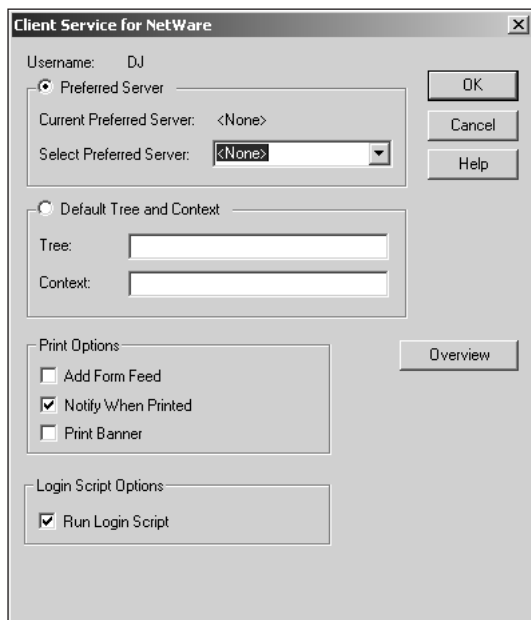 Client Service for NetWare
Username: DJ
Preferred Server
Current Preferred Server: <None>
Select Preferred Server: <None>
OK
Cancel
Help
Default Tree and Context
Tree:
Context:
Print Options
Add Form Feed
Notify When Printed
Print Banner
Overview
Login Script Options
Run Login Script